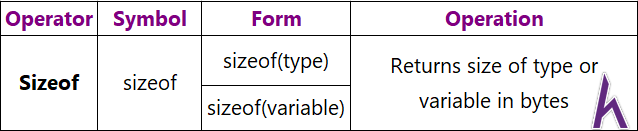 Operator Symbol Form Operation
Sizeof sizeof sizeof(type) Returns size of type or
sizeof(variable) variable in bytes